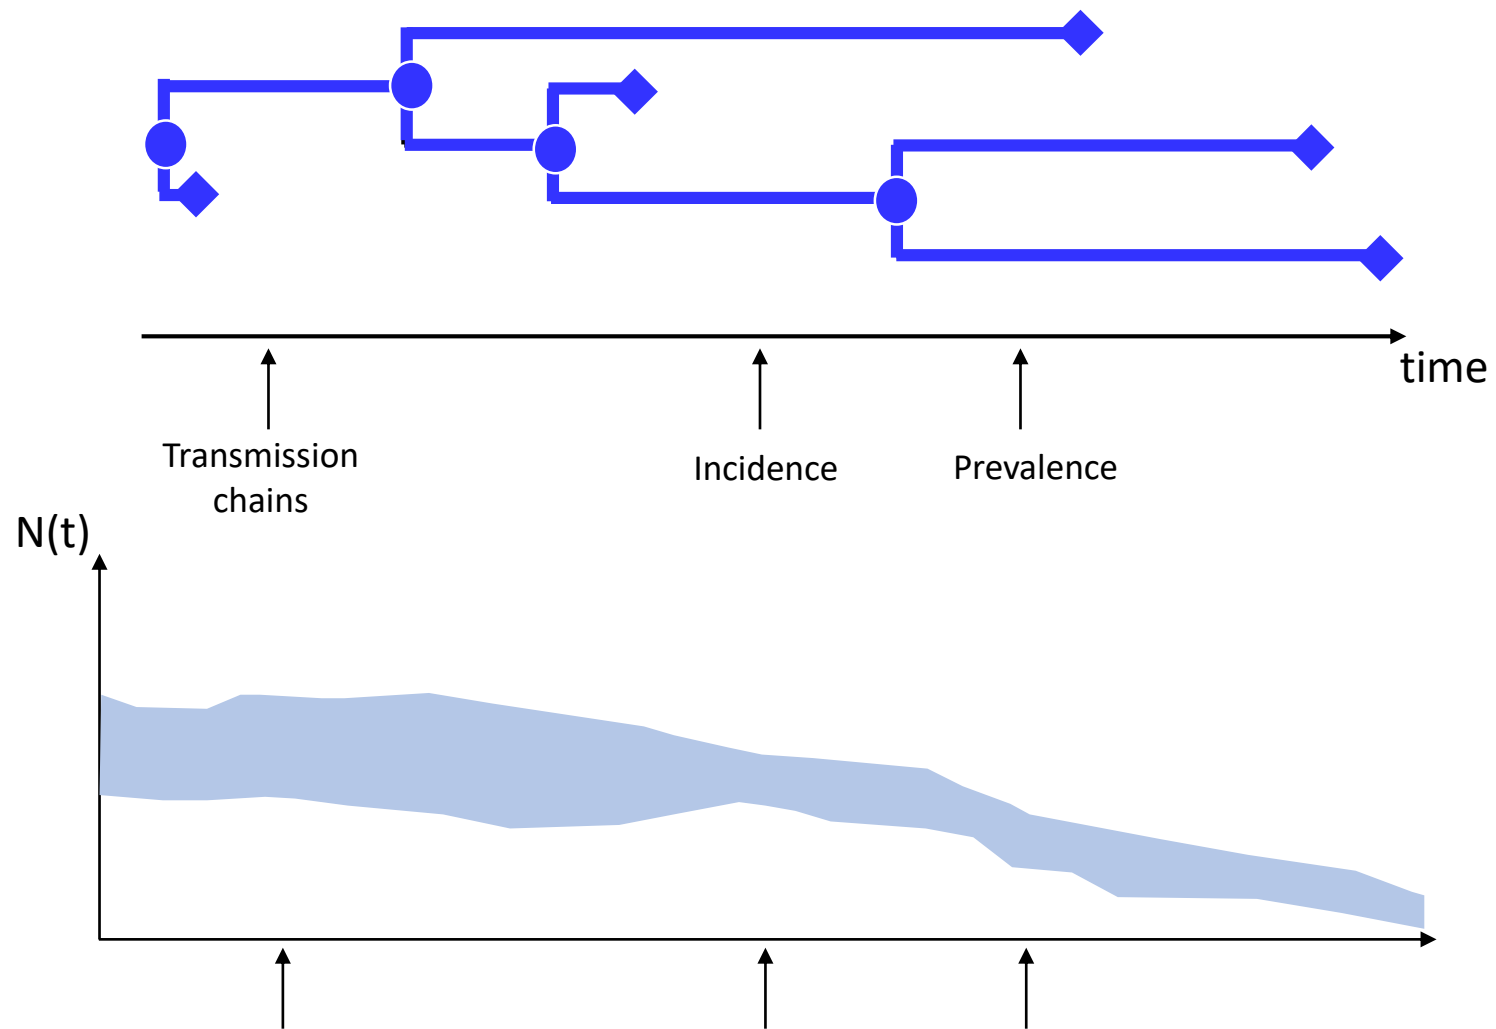 time
Transmission
chains
Incidence
Prevalence
N(t)